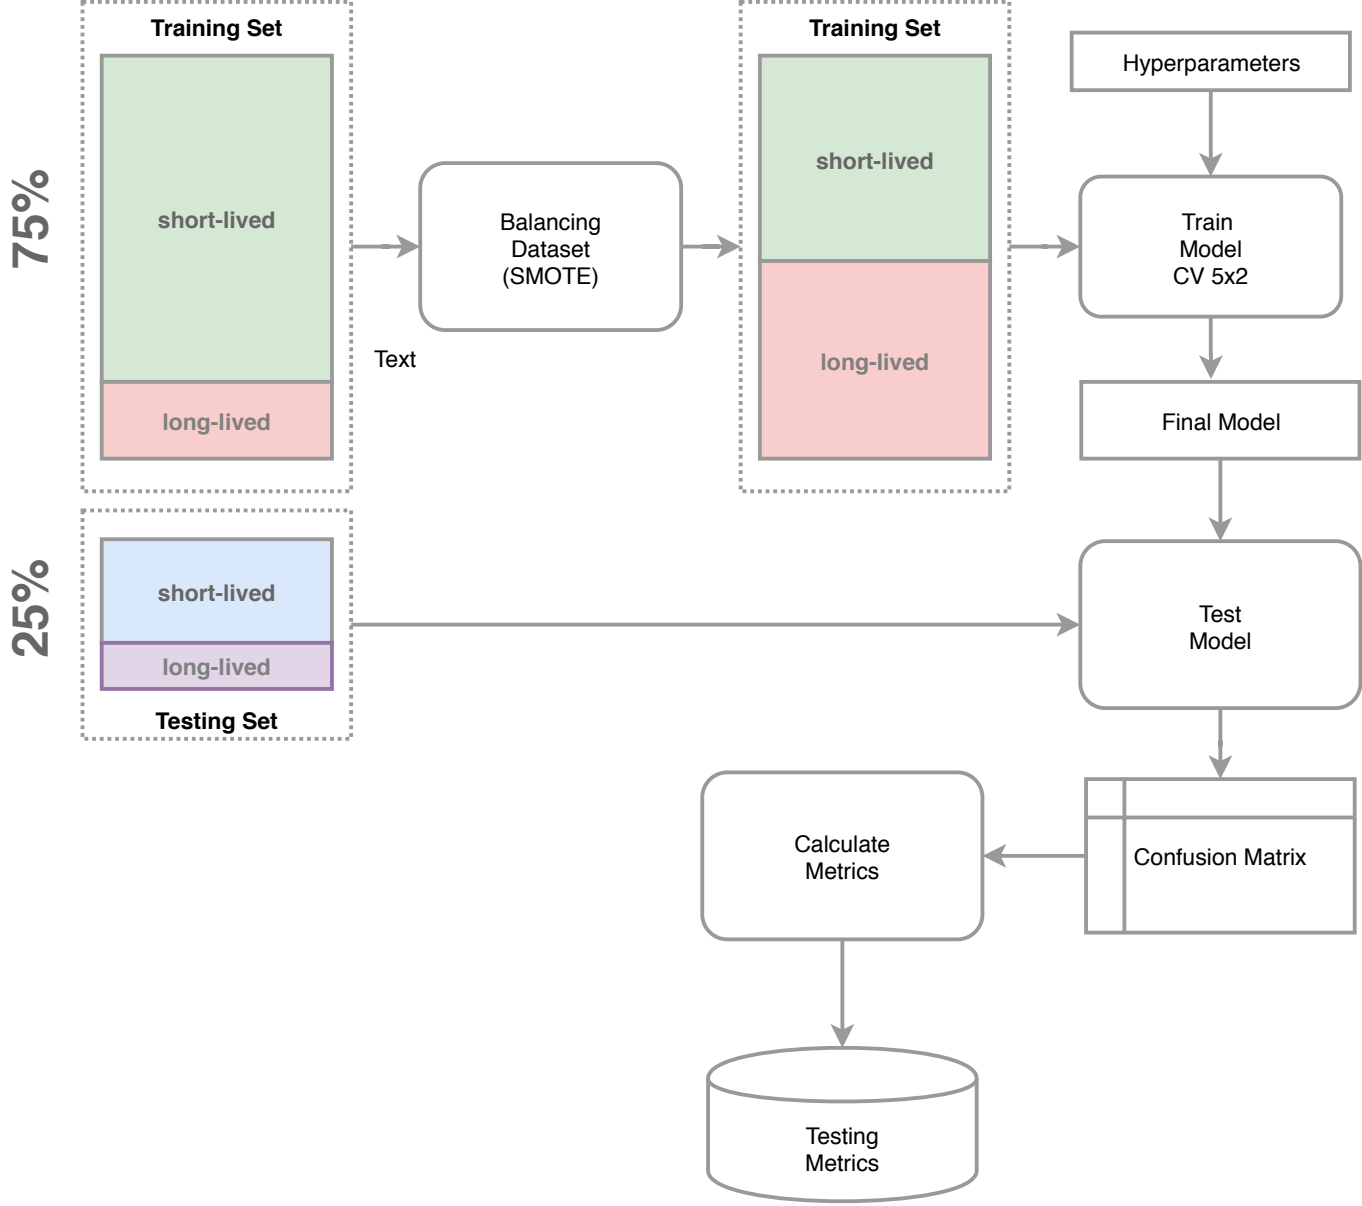 Training Set
short-lived
long-lived
75%
Text
Balancing
Dataset
(SMOTE)
Training Set
short-lived
long-lived
Hyperparameters
Train
Model
CV 5x2
Final Model
25%
short-lived
long-lived
Testing Set
Test
Model
Confusion Matrix
Calculate
Metrics
Testing
Metrics